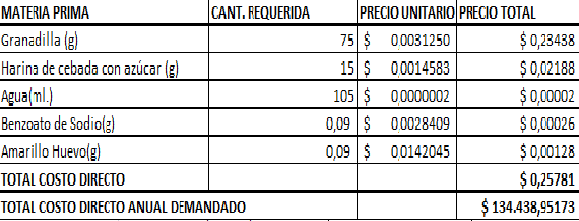 MATERIA PRIMA CANT. REQUERIDA PRECIO UNITARIO PRECIO TOTAL
Granadilla (g) 75 $ 0,0031250 $ 0,23438
Harina de cebada con azúcar (g) 15 $ 0,0014583 $ 0,02188
Agua(ml.) 105 $ 0,0000002 $ 0,00002
Benzoato de Sodio(g) 0,09 $ 0,0028409 $ 0,00026
Amarillo Huevo(g) 0,09 $ 0,0142045 $ 0,00128
TOTAL COSTO DIRECTO $ 0,25781
TOTAL COSTO DIRECTO ANUAL DEMANDADO $ 134.438,95173